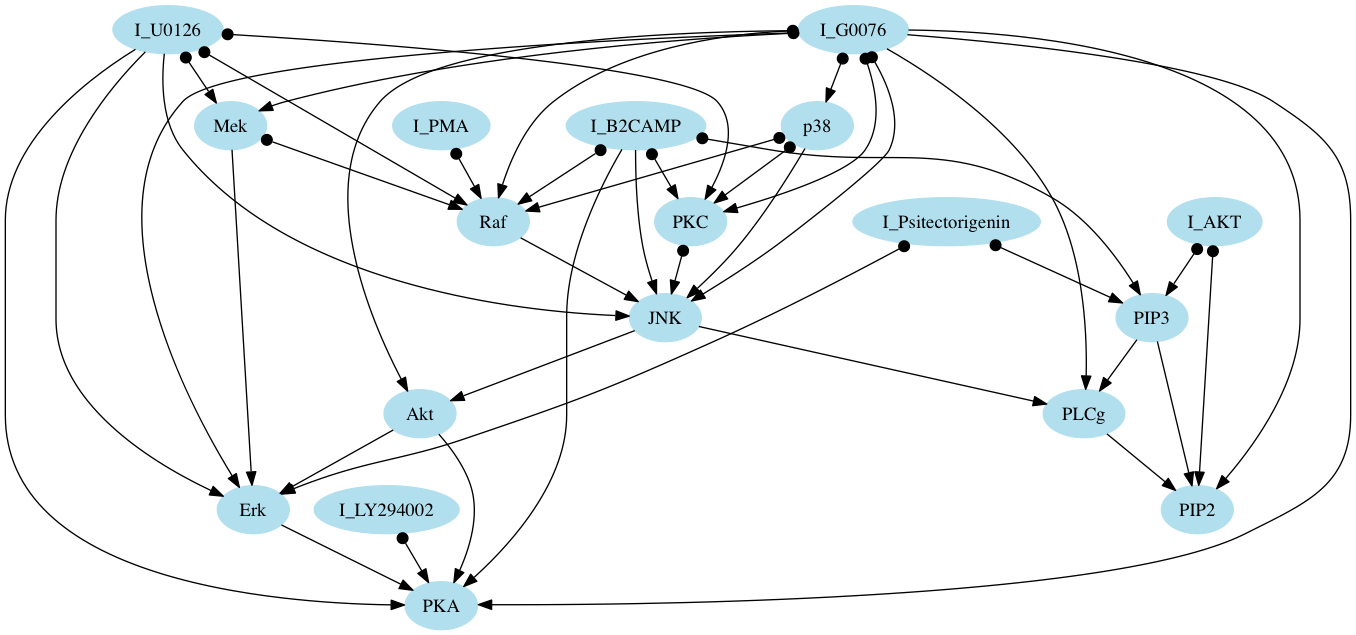 I_U0126
I_G0076
Mek
I_PMA
I_B2CAMP
p38
Raf
PKC
I_Psitectorigenin
I_AKT
JNK
PIP3
Akt
PLCg
Erk
I_LY294002
PIP2
PKA